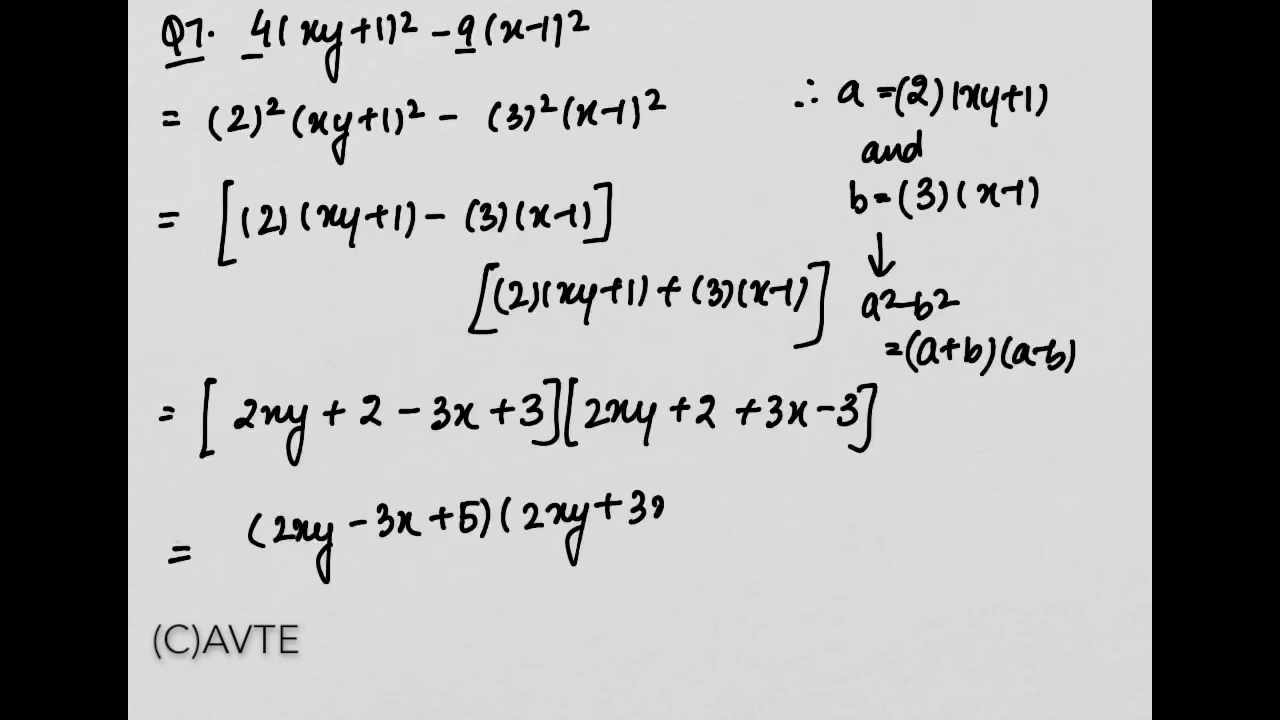 Q7. 4(xy+1)² - 9(x-1)²
= (2)²(xy+1)² - (3)²(x-1)²
∴ a = (2)(xy+1)
and
b = (3)(x-1)
= [(2)(xy+1) - (3)(x-1)]
[(2)(xy+1) + (3)(x-1)]
a²-b²
= (a+b)(a-b)
= [2xy + 2 - 3x + 3][2xy + 2 + 3x - 3]
= (2xy - 3x + 5)(2xy + 3x
(C)AVTE